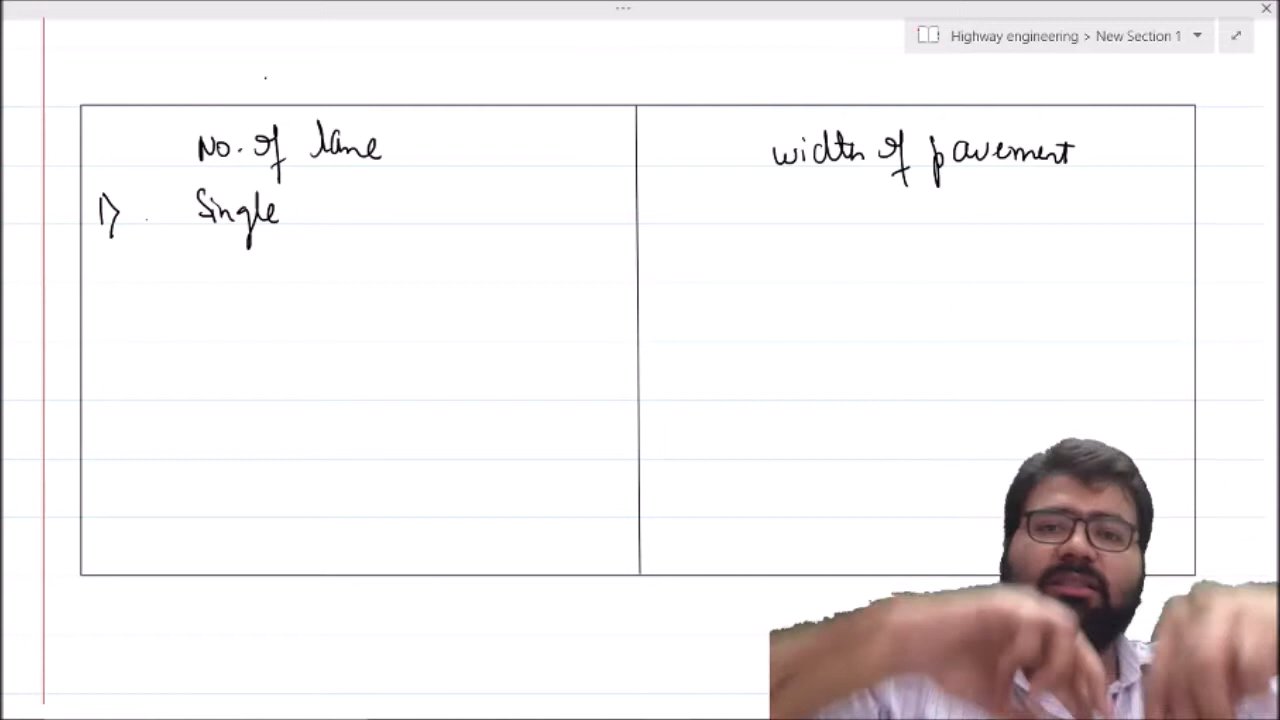 Highway engineering > New Section 1
No. of lane
width of pavement
1) Single